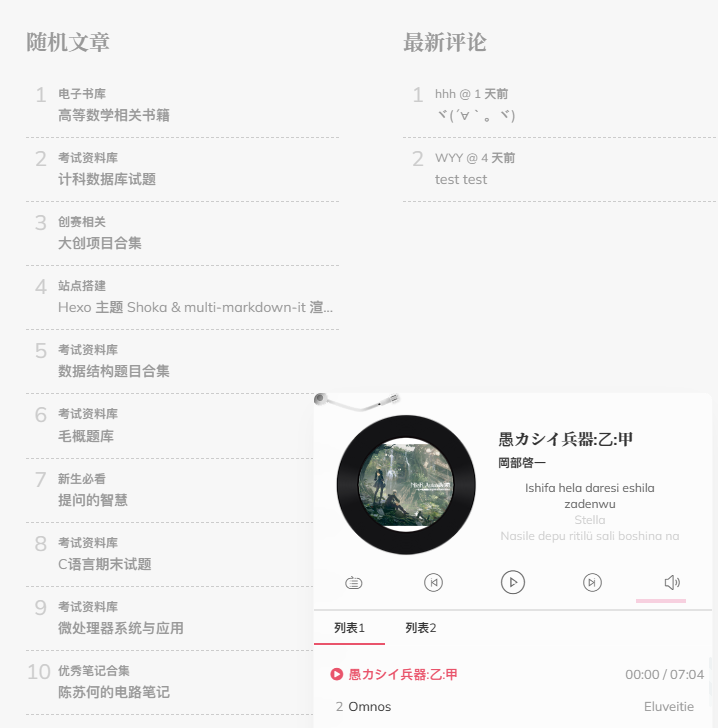 随机文章
1 电子书库
高等数学相关书籍
2 考试资料库
计科数据库试题
3 创赛相关
大创项目合集
4 站点搭建
Hexo 主题 Shoka & multi-markdown-it 渲...
5 考试资料库
数据结构题目合集
6 考试资料库
毛概题库
7 新生必看
提问的智慧
8 考试资料库
C语言期末试题
9 考试资料库
微处理器系统与应用
10 优秀笔记合集
陈苏何的电路笔记
最新评论
1 hhh @ 1 天前
ヾ(´∀｀。ヾ)
2 WYY @ 4 天前
test test
愚カシイ兵器:乙:甲
岡部啓一
Ishifa hela daresi eshila
zadenwu
Stella
Nasile depu ritilù sali boshina na
列表1 列表2
愚カシイ兵器:乙:甲 00:00 / 07:04
2 Omnos Eluveitie